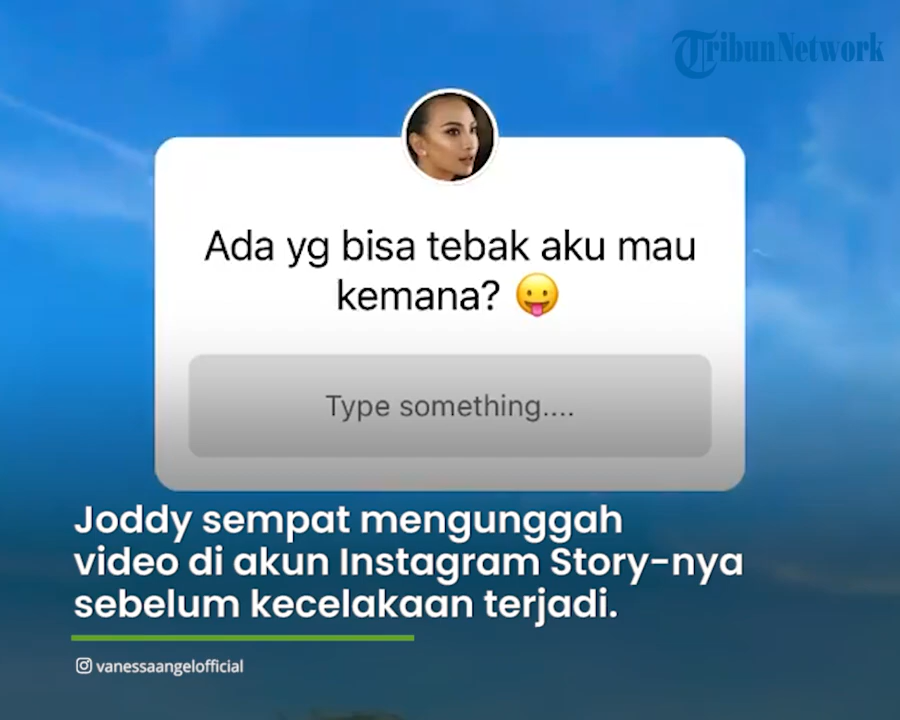 TribunNetwork
Ada yg bisa tebak aku mau
kemana? 😛
Type something....
Joddy sempat mengunggah
video di akun Instagram Story-nya
sebelum kecelakaan terjadi.
vanessaangelofficial